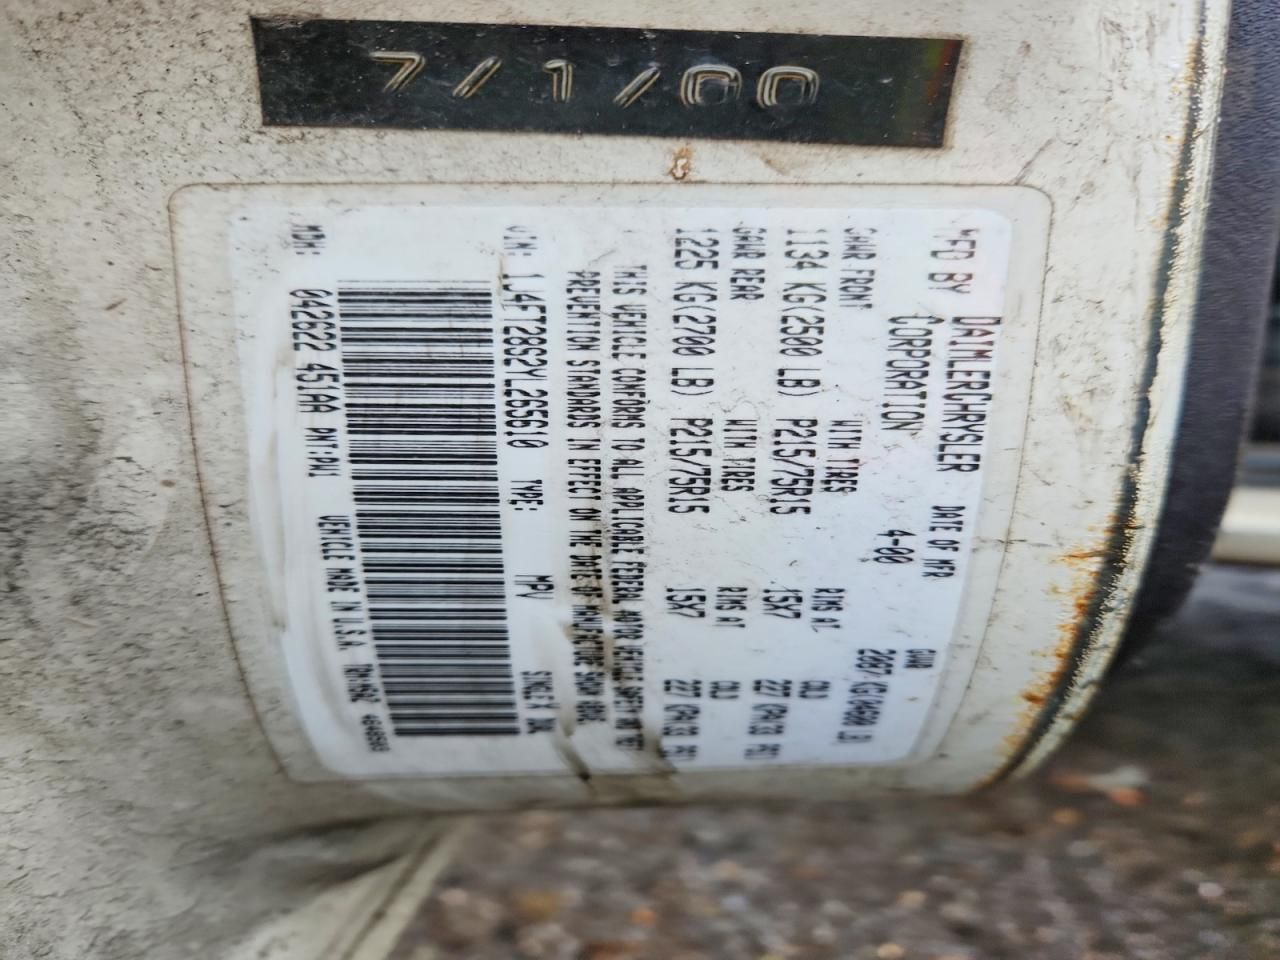 7/1/00
MFD BY DAIMLERCHRYSLER CORPORATION DATE OF MFR 4-00 GVWR
GAWR FRONT WITH TIRES RIMS AT COLD
1134 KG(2500 LB) P215/75R15 15X7
GAWR REAR WITH TIRES RIMS AT COLD
1225 KG(2700 LB) P215/75R15 15X7
THIS VEHICLE CONFORMS TO ALL APPLICABLE FEDERAL MOTOR VEHICLE SAFETY AND THEFT
PREVENTION STANDARDS IN EFFECT ON THE DATE OF MANUFACTURE SHOWN ABOVE.
VIN: 1J4FT28S2YL265610 TYPE: MPV
MDH: 042622 451AA VEHICLE MADE IN U.S.A.